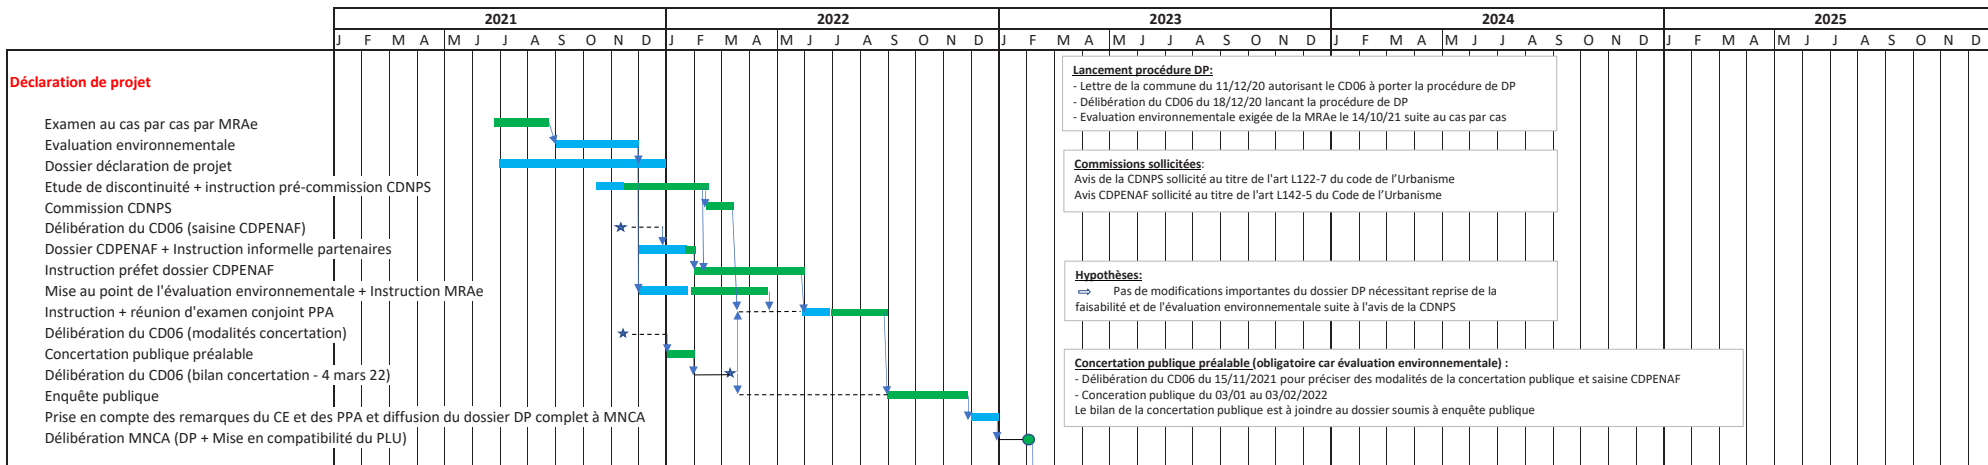 2021 2022 2023 2024 2025
J F M A M J J A S O N D J F M A M J J A S O N D J F M A M J J A S O N D J F M A M J J A S O N D J F M A M J J A S O N D
Déclaration de projet
Examen au cas par cas par MRAe
Evaluation environnementale
Dossier déclaration de projet
Etude de discontinuité + instruction pré-commission CDNPS
Commission CDNPS
Délibération du CD06 (saisine CDPENAF)
Dossier CDPENAF + Instruction informelle partenaires
Instruction préfet dossier CDPENAF
Mise au point de l'évaluation environnementale + Instruction MRAe
Instruction + réunion d'examen conjoint PPA
Délibération du CD06 (modalités concertation)
Concertation publique préalable
Délibération du CD06 (bilan concertation - 4 mars 22)
Enquête publique
Prise en compte des remarques du CE et des PPA et diffusion du dossier DP complet à MNCA
Délibération MNCA (DP + Mise en compatibilité du PLU)
Lancement procédure DP:
- Lettre de la commune du 11/12/20 autorisant le CD06 à porter la procédure de DP
- Délibération du CD06 du 18/12/20 lancant la procédure de DP
- Evaluation environnementale exigée de la MRAe le 14/10/21 suite au cas par cas
Commissions sollicitées:
Avis de la CDNPS sollicité au titre de l'art L122-7 du code de l'Urbanisme
Avis CDPENAF sollicité au titre de l'art L142-5 du Code de l'Urbanisme
Hypothèses:
⇨ Pas de modifications importantes du dossier DP nécessitant reprise de la
faisabilité et de l'évaluation environnementale suite à l'avis de la CDNPS
Concertation publique préalable (obligatoire car évaluation environnementale) :
- Délibération du CD06 du 15/11/2021 pour préciser des modalités de la concertation publique et saisine CDPENAF
- Conceration publique du 03/01 au 03/02/2022
Le bilan de la concertation publique est à joindre au dossier soumis à enquête publique